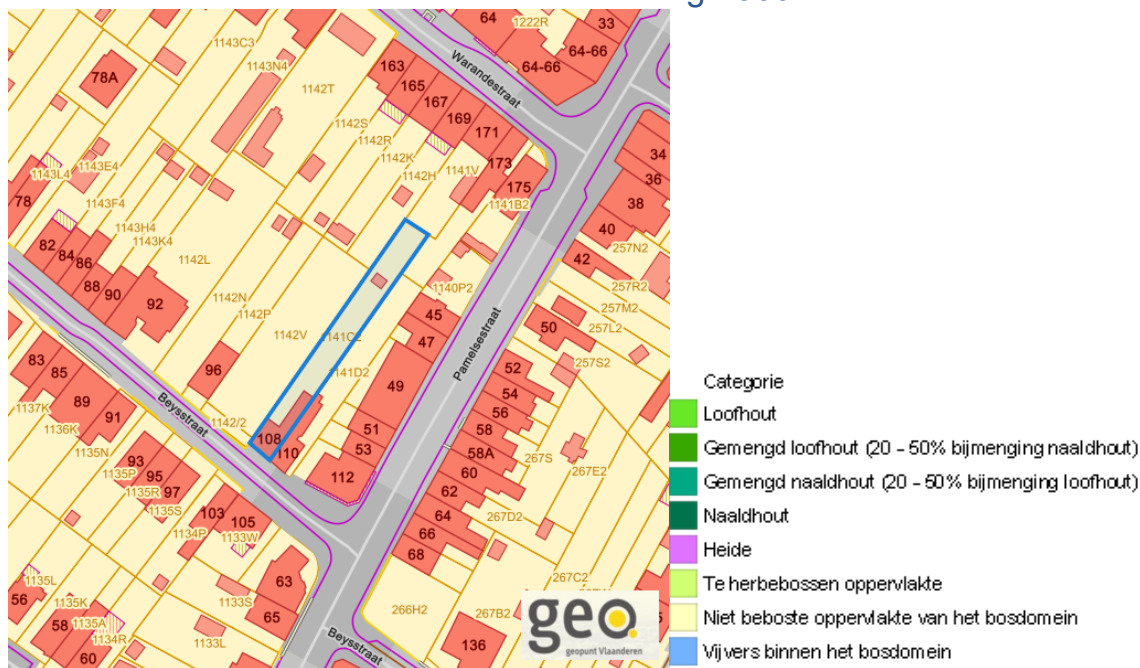 64
1222R
33
64-66
64-66
1143C3
1143N4
78A
163
165
167
169
171
173
175
Warandestraat
1142T
1142S
1142R
1142K
1142H
1141V
1141B2
34
36
38
40
42
257N2
257R2
257M2
257L2
257S2
1143L4
1143E4
1143F4
1143H4
1143K4
78
82
84
86
88
90
92
1142L
1142N
1142P
1142V
1141C2
1141D2
1140P2
45
47
49
51
53
Pamelsestraat
50
52
54
56
58
58A
60
62
64
66
68
83
85
89
91
1137K
1136K
1135N
1135P
1135R
1135S
1134P
93
95
97
103
105
1133W
Beysstraat
96
1142/2
108
110
112
267S
267E2
267D2
267C2
267B2
266H2
136
63
65
1133S
1133L
1135L
1135K
1135A
1134R
56
58
60
Beysstraat
geo
geopunt Vlaanderen
Categorie
Loofhout
Gemengd loofhout (20 - 50% bijmenging naaldhout)
Gemengd naaldhout (20 - 50% bijmenging loofhout)
Naaldhout
Heide
Te herbebossen oppervlakte
Niet beboste oppervlakte van het bosdomein
Vijvers binnen het bosdomein